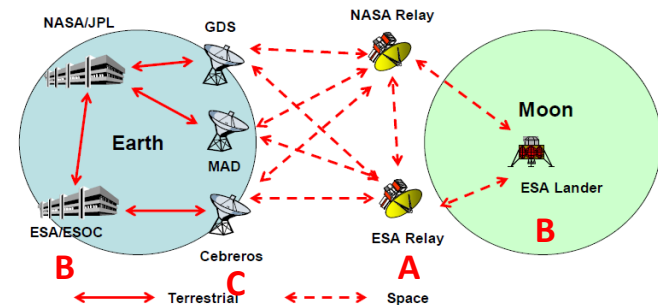 NASA/JPL
GDS
NASA Relay
Earth
Moon
MAD
ESA Lander
ESA/ESOC
Cebreros
ESA Relay
B
C
A
B
Terrestrial
Space